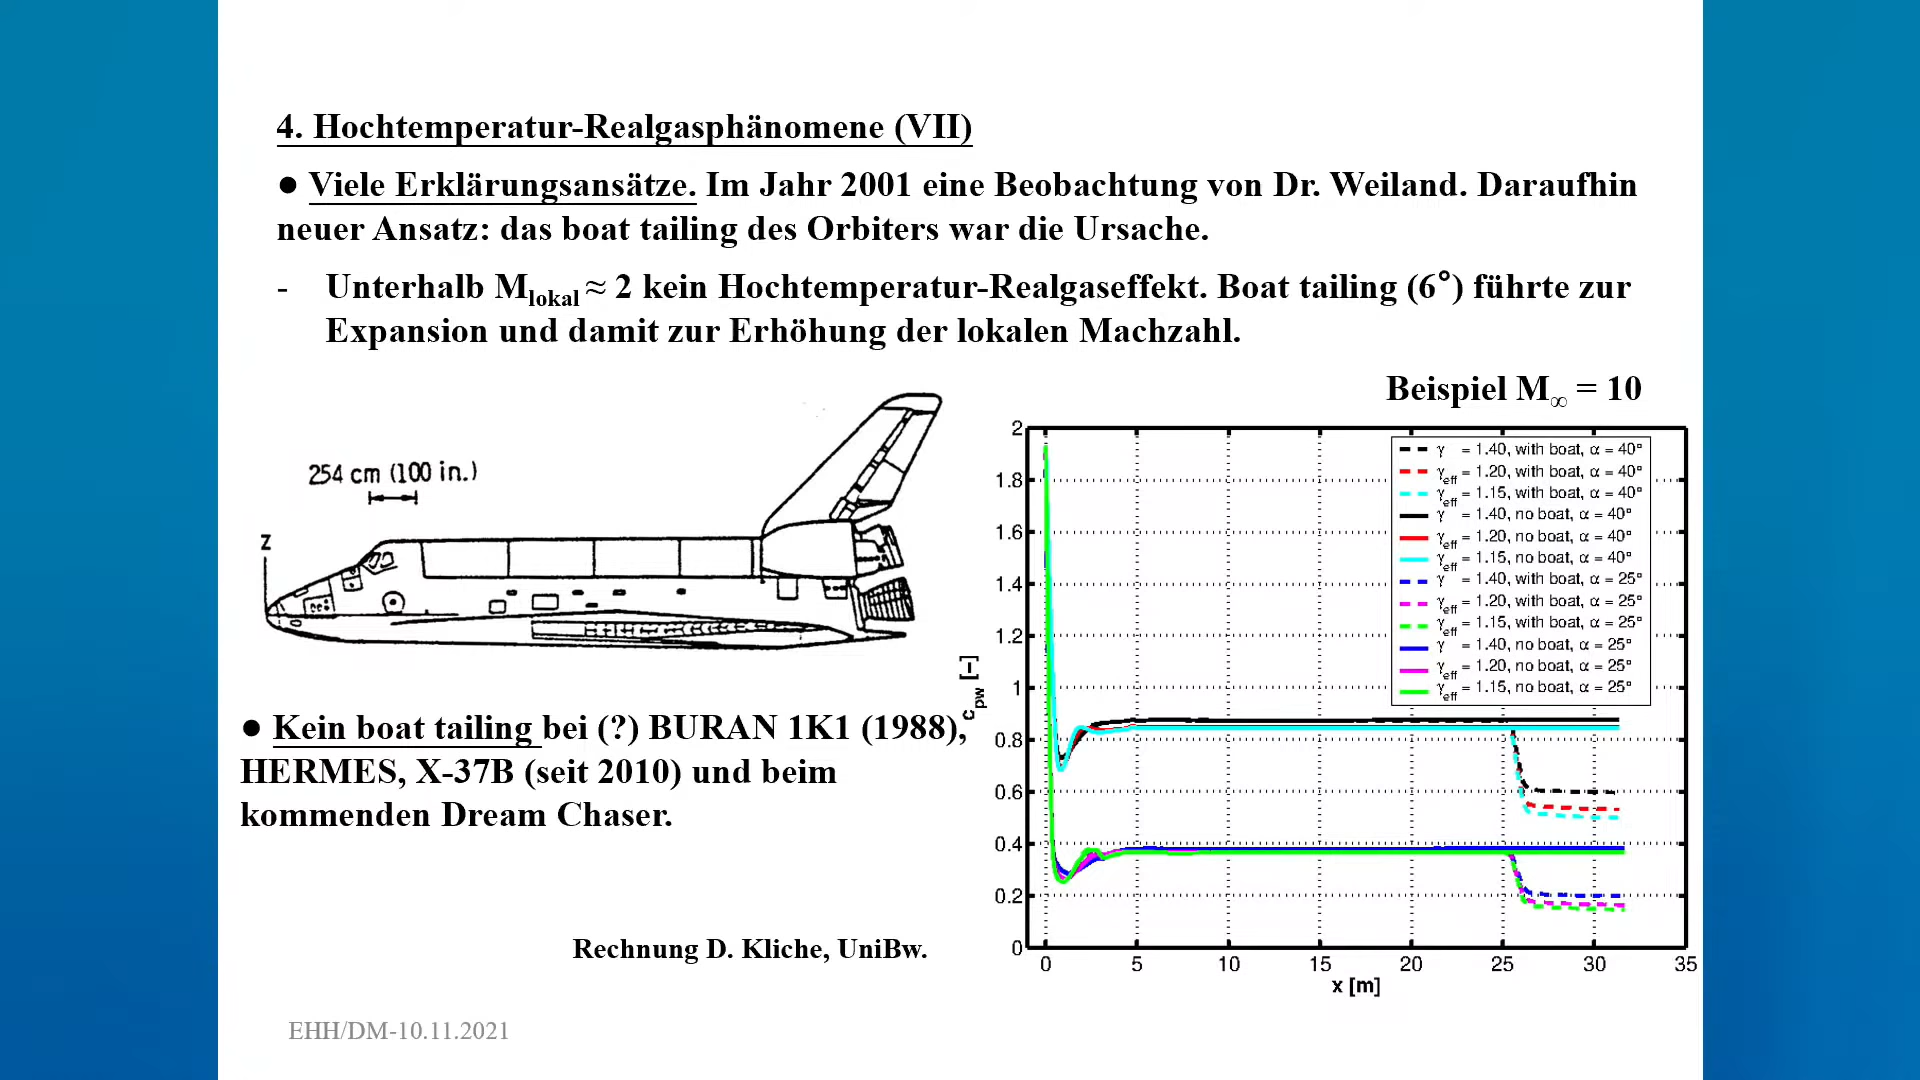 4. Hochtemperatur-Realgasphänomene (VII)
● Viele Erklärungsansätze. Im Jahr 2001 eine Beobachtung von Dr. Weiland. Daraufhin
neuer Ansatz: das boat tailing des Orbiters war die Ursache.
- Unterhalb Mlokal ≈ 2 kein Hochtemperatur-Realgaseffekt. Boat tailing (6°) führte zur
Expansion und damit zur Erhöhung der lokalen Machzahl.
Beispiel M∞ = 10
254 cm (100 in.)
Z
● Kein boat tailing bei (?) BURAN 1K1 (1988),
HERMES, X-37B (seit 2010) und beim
kommenden Dream Chaser.
Rechnung D. Kliche, UniBw.
γ = 1.40, with boat, α = 40°
γeff = 1.20, with boat, α = 40°
γeff = 1.15, with boat, α = 40°
γ = 1.40, no boat, α = 40°
γeff = 1.20, no boat, α = 40°
γeff = 1.15, no boat, α = 40°
γ = 1.40, with boat, α = 25°
γeff = 1.20, with boat, α = 25°
γeff = 1.15, with boat, α = 25°
γ = 1.40, no boat, α = 25°
γeff = 1.20, no boat, α = 25°
γeff = 1.15, no boat, α = 25°
2
1.8
1.6
1.4
1.2
1
0.8
0.6
0.4
0.2
0
cpw [-]
0 5 10 15 20 25 30 35
x [m]
EHH/DM-10.11.2021